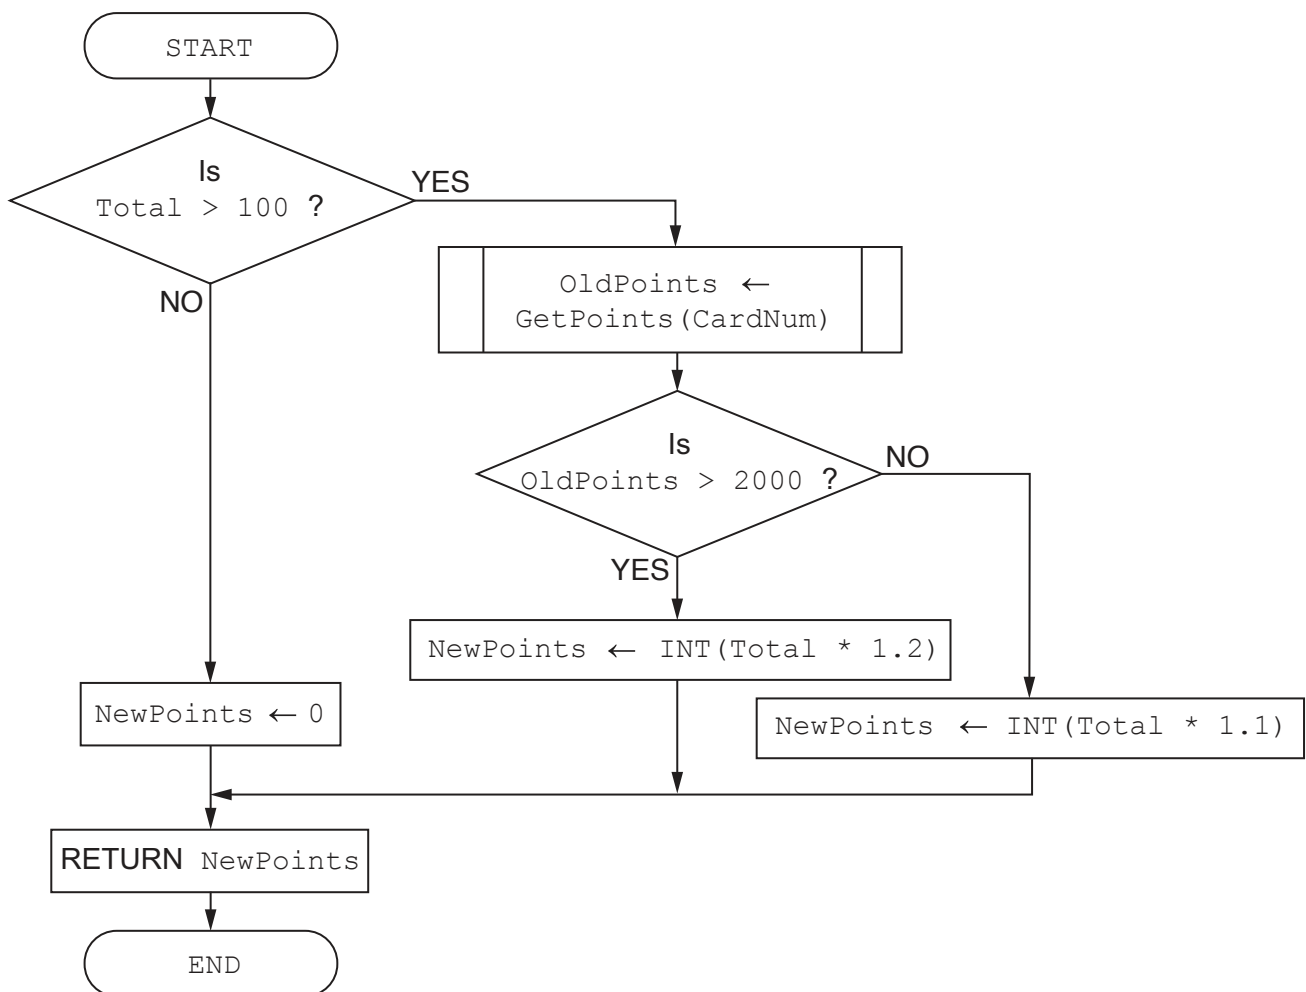 START
Is
Total > 100 ?
YES
NO
OldPoints ←
GetPoints(CardNum)
Is
OldPoints > 2000 ?
NO
YES
NewPoints ← INT(Total * 1.2)
NewPoints ← 0
NewPoints ← INT(Total * 1.1)
RETURN NewPoints
END